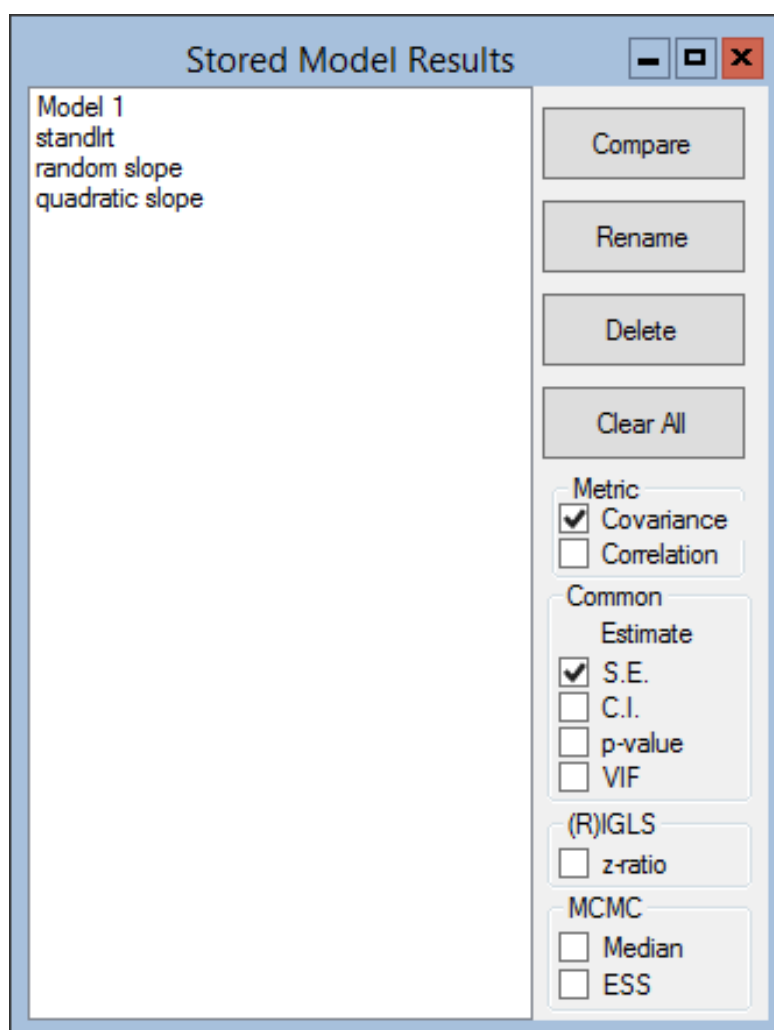 Stored Model Results
Model 1
standlrt
random slope
quadratic slope
Compare
Rename
Delete
Clear All
Metric
Covariance
Correlation
Common
Estimate
S.E.
C.I.
p-value
VIF
(R)IGLS
z-ratio
MCMC
Median
ESS